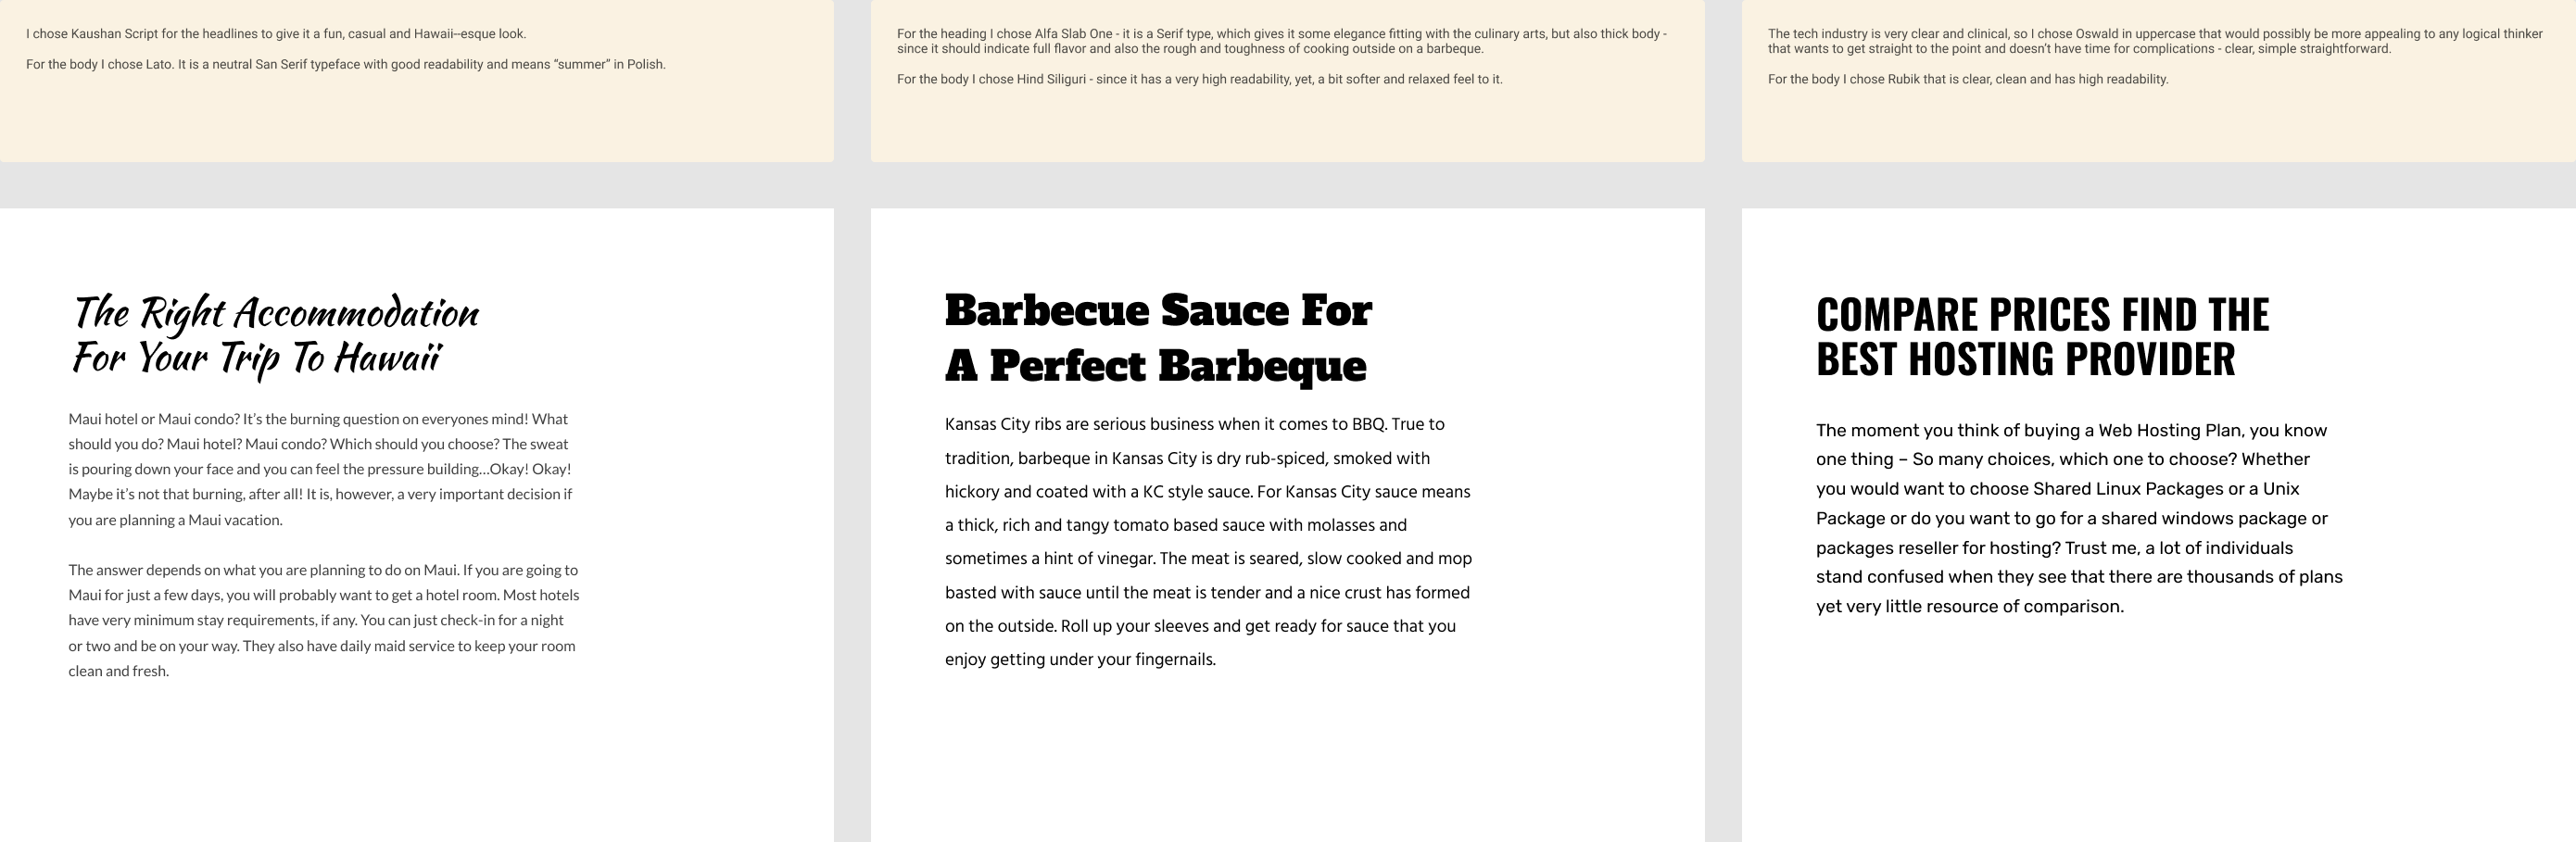 I chose Kaushan Script for the headlines to give it a fun, casual and Hawaii--esque look.
For the body I chose Lato. It is a neutral San Serif typeface with good readability and means “summer” in Polish.
For the heading I chose Alfa Slab One - it is a Serif type, which gives it some elegance fitting with the culinary arts, but also thick body -
since it should indicate full flavor and also the rough and toughness of cooking outside on a barbeque.
For the body I chose Hind Siliguri - since it has a very high readability, yet, a bit softer and relaxed feel to it.
The tech industry is very clear and clinical, so I chose Oswald in uppercase that would possibly be more appealing to any logical thinker
that wants to get straight to the point and doesn’t have time for complications - clear, simple straightforward.
For the body I chose Rubik that is clear, clean and has high readability.
The Right Accommodation
For Your Trip To Hawaii
Maui hotel or Maui condo? It’s the burning question on everyones mind! What
should you do? Maui hotel? Maui condo? Which should you choose? The sweat
is pouring down your face and you can feel the pressure building…Okay! Okay!
Maybe it’s not that burning, after all! It is, however, a very important decision if
you are planning a Maui vacation.
The answer depends on what you are planning to do on Maui. If you are going to
Maui for just a few days, you will probably want to get a hotel room. Most hotels
have very minimum stay requirements, if any. You can just check-in for a night
or two and be on your way. They also have daily maid service to keep your room
clean and fresh.
Barbecue Sauce For
A Perfect Barbeque
Kansas City ribs are serious business when it comes to BBQ. True to
tradition, barbeque in Kansas City is dry rub-spiced, smoked with
hickory and coated with a KC style sauce. For Kansas City sauce means
a thick, rich and tangy tomato based sauce with molasses and
sometimes a hint of vinegar. The meat is seared, slow cooked and mop
basted with sauce until the meat is tender and a nice crust has formed
on the outside. Roll up your sleeves and get ready for sauce that you
enjoy getting under your fingernails.
COMPARE PRICES FIND THE
BEST HOSTING PROVIDER
The moment you think of buying a Web Hosting Plan, you know
one thing – So many choices, which one to choose? Whether
you would want to choose Shared Linux Packages or a Unix
Package or do you want to go for a shared windows package or
packages reseller for hosting? Trust me, a lot of individuals
stand confused when they see that there are thousands of plans
yet very little resource of comparison.